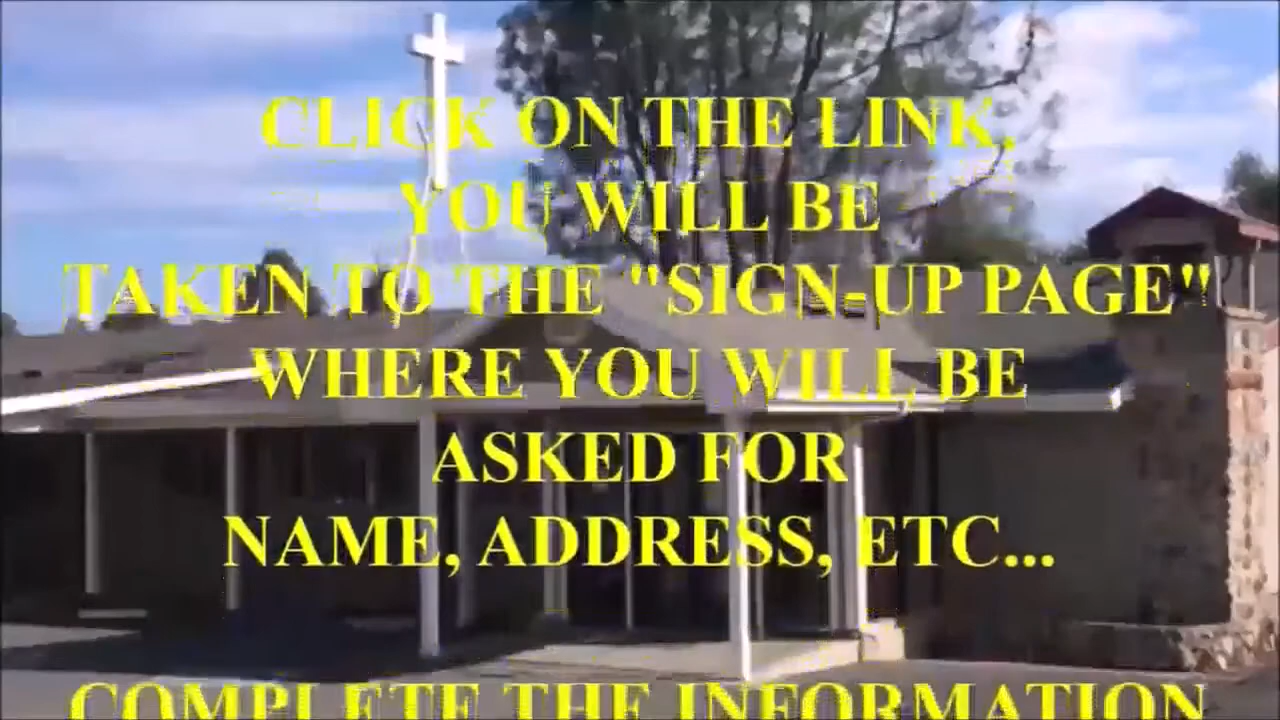 CLICK ON THE LINK,
YOU WILL BE
TAKEN TO THE "SIGN-UP PAGE"
WHERE YOU WILL BE
ASKED FOR
NAME, ADDRESS, ETC...
COMPLETE THE INFORMATION